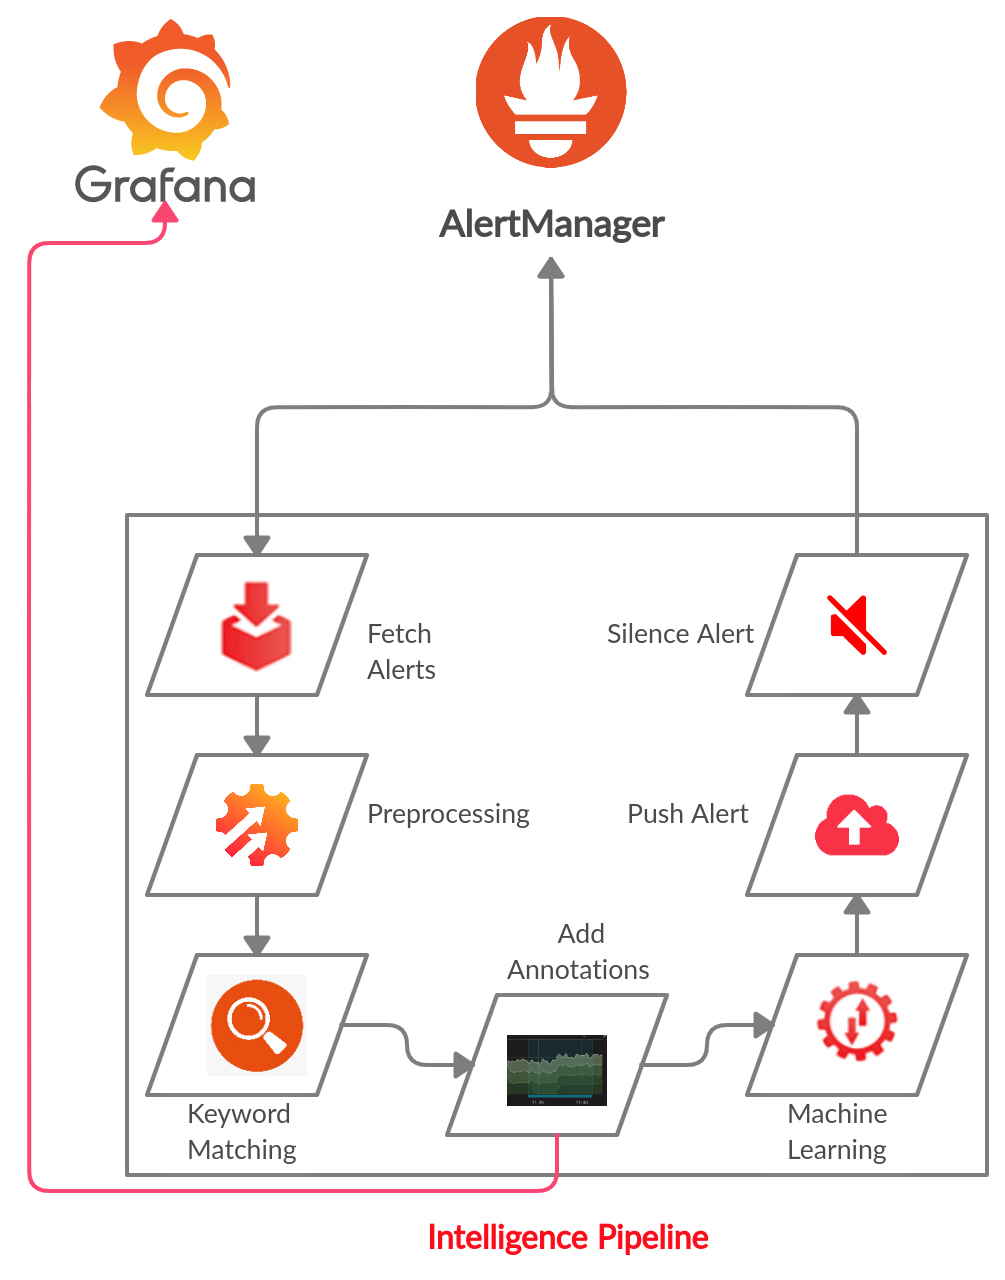 Grafana
AlertManager
Fetch
Alerts
Silence Alert
Preprocessing
Push Alert
Add
Annotations
Keyword
Matching
Machine
Learning
Intelligence Pipeline